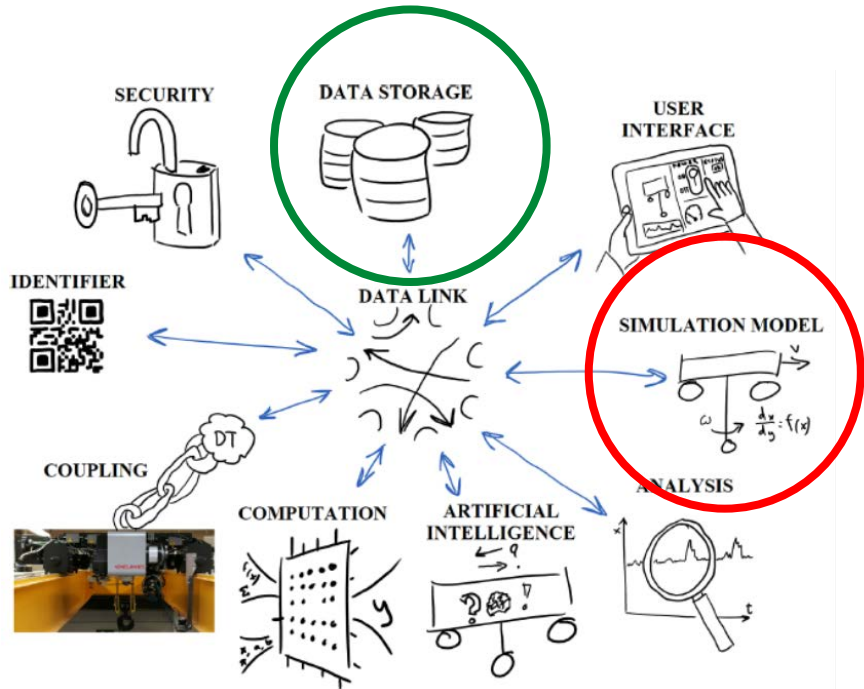 SECURITY
DATA STORAGE
USER
INTERFACE
IDENTIFIER
DATA LINK
SIMULATION MODEL
v
ω
dx/dy = f(x)
COUPLING
DT
COMPUTATION
ARTIFICIAL
INTELLIGENCE
ANALYSIS
y
? !
x
t